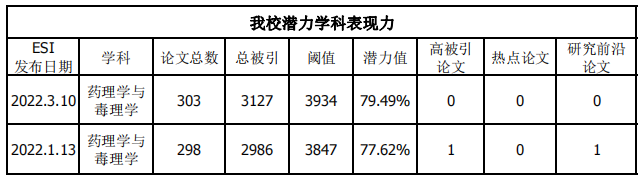 我校潜力学科表现力
ESI 发布日期 学科 论文总数 总被引 阈值 潜力值 高被引论文 热点论文 研究前沿论文
2022.3.10 药理学与毒理学 303 3127 3934 79.49% 0 0 0
2022.1.13 药理学与毒理学 298 2986 3847 77.62% 1 0 1